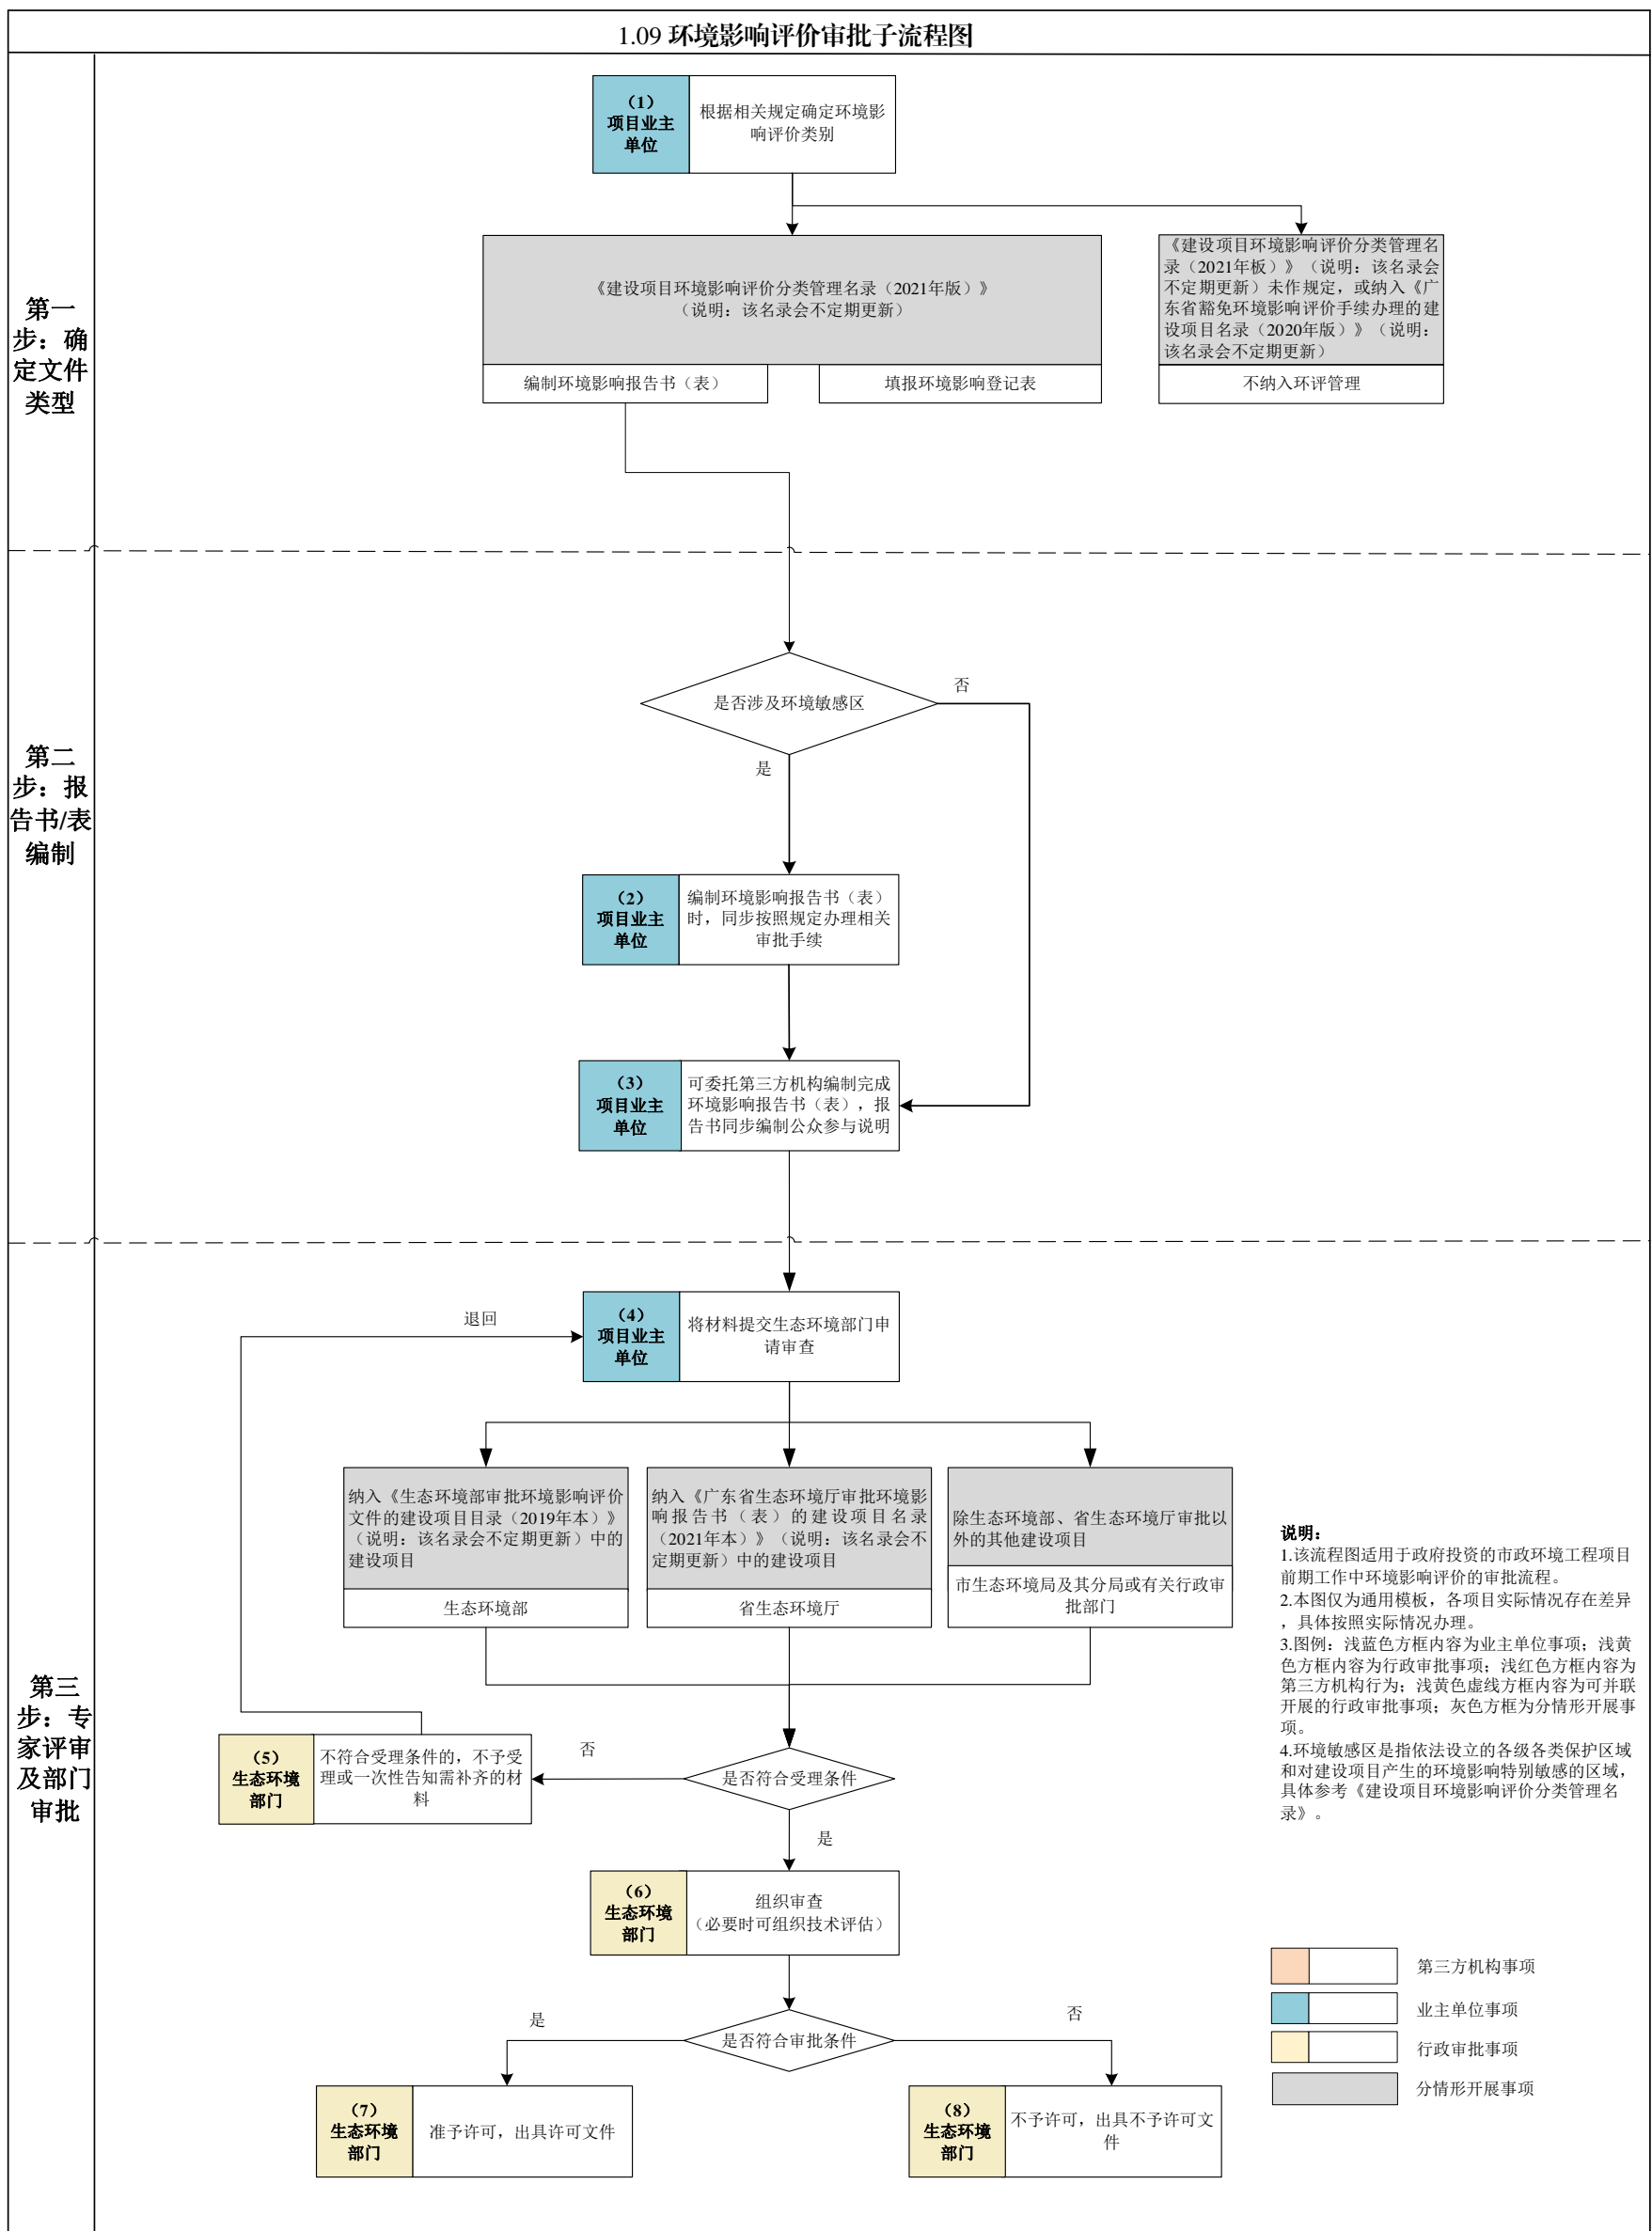 1.09 环境影响评价审批子流程图
第一
步：确
定文件
类型
（1）
项目业主
单位
根据相关规定确定环境影
响评价类别
《建设项目环境影响评价分类管理名录（2021年版）》
（说明：该名录会不定期更新）
编制环境影响报告书（表）
填报环境影响登记表
《建设项目环境影响评价分类管理名
录（2021年板）》（说明：该名录会
不定期更新）未作规定，或纳入《广
东省豁免环境影响评价手续办理的建
设项目名录（2020年版）》（说明：
该名录会不定期更新）
不纳入环评管理
第二
步：报
告书/表
编制
是否涉及环境敏感区
否
是
（2）
项目业主
单位
编制环境影响报告书（表）
时，同步按照规定办理相关
审批手续
（3）
项目业主
单位
可委托第三方机构编制完成
环境影响报告书（表），报
告书同步编制公众参与说明
第三
步：专
家评审
及部门
审批
退回
（4）
项目业主
单位
将材料提交生态环境部门申
请审查
纳入《生态环境部审批环境影响评价
文件的建设项目目录（2019年本）》
（说明：该名录会不定期更新）中的
建设项目
生态环境部
纳入《广东省生态环境厅审批环境影
响报告书（表）的建设项目名录
（2021年本）》（说明：该名录会不
定期更新）中的建设项目
省生态环境厅
除生态环境部、省生态环境厅审批以
外的其他建设项目
市生态环境局及其分局或有关行政审
批部门
（5）
生态环境
部门
不符合受理条件的，不予受
理或一次性告知需补齐的材
料
否
是否符合受理条件
是
（6）
生态环境
部门
组织审查
（必要时可组织技术评估）
是
是否符合审批条件
否
（7）
生态环境
部门
准予许可，出具许可文件
（8）
生态环境
部门
不予许可，出具不予许可文
件
说明：
1.该流程图适用于政府投资的市政环境工程项目
前期工作中环境影响评价的审批流程。
2.本图仅为通用模板，各项目实际情况存在差异
，具体按照实际情况办理。
3.图例：浅蓝色方框内容为业主单位事项；浅黄
色方框内容为行政审批事项；浅红色方框内容为
第三方机构行为；浅黄色虚线方框内容为可并联
开展的行政审批事项；灰色方框为分情形开展事
项。
4.环境敏感区是指依法设立的各级各类保护区域
和对建设项目产生的环境影响特别敏感的区域，
具体参考《建设项目环境影响评价分类管理名
录》。
第三方机构事项
业主单位事项
行政审批事项
分情形开展事项